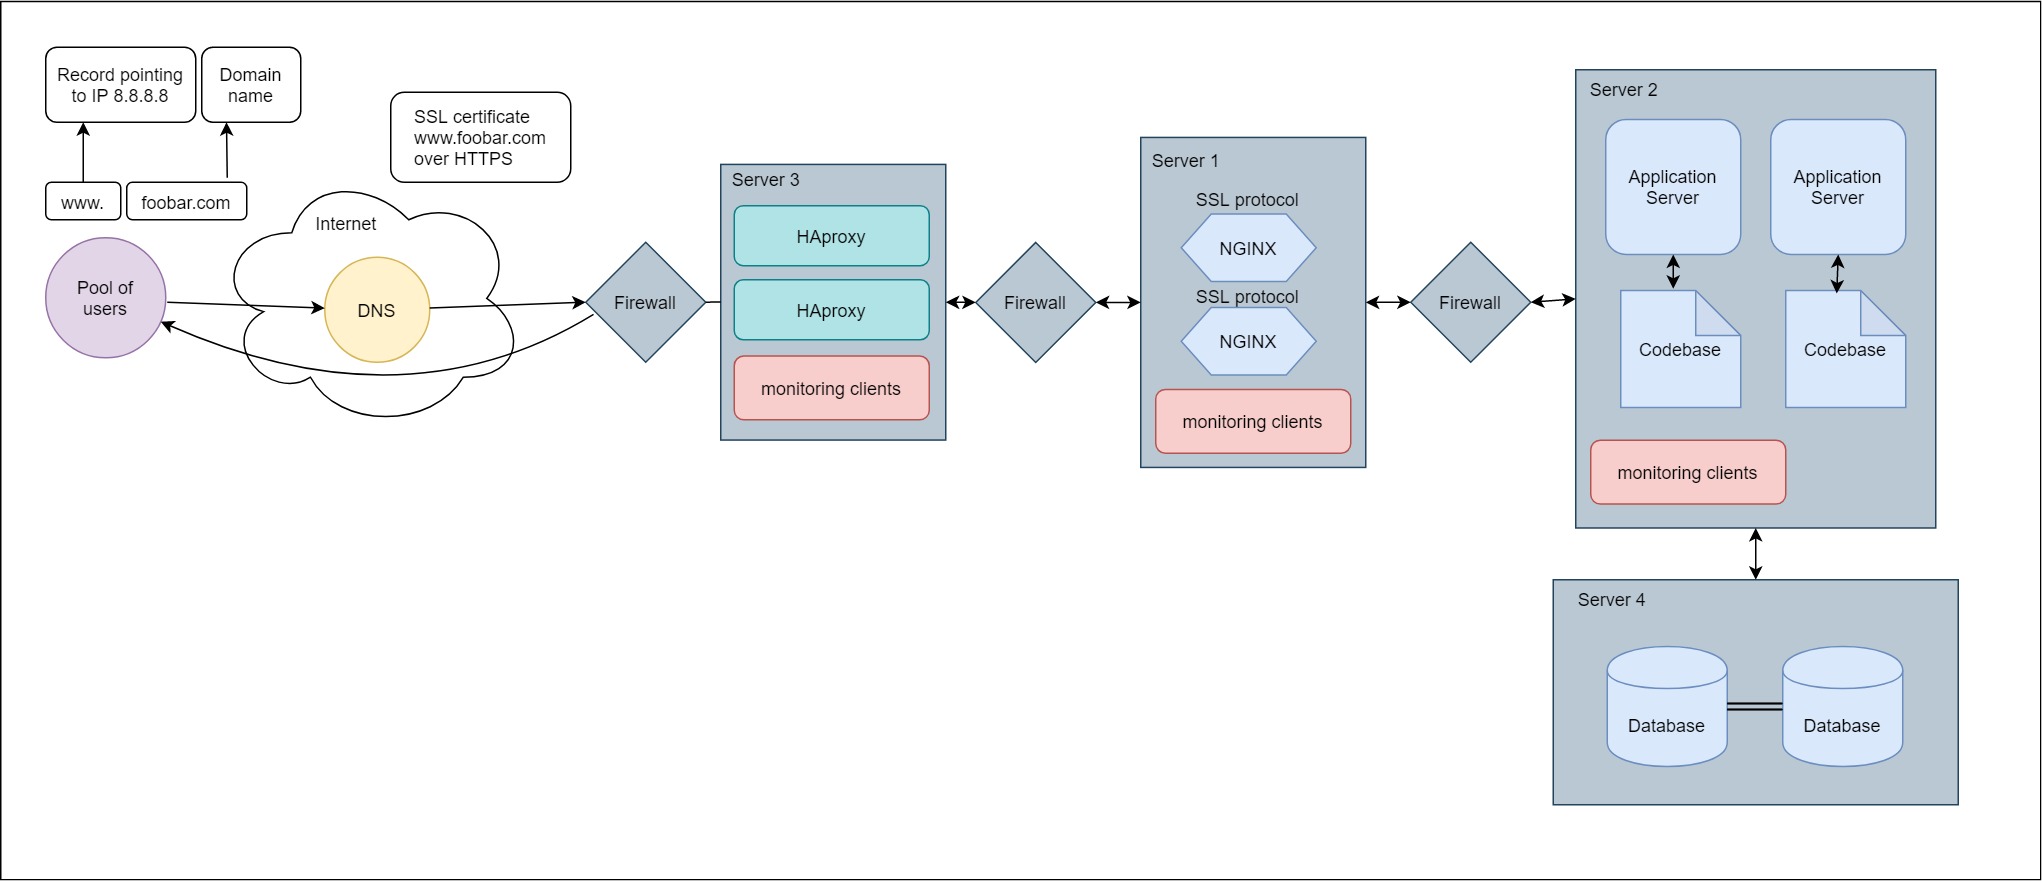 Record pointing
to IP 8.8.8.8
Domain
name
www.
foobar.com
SSL certificate
www.foobar.com
over HTTPS
Pool of
users
Internet
DNS
Firewall
Server 3
HAproxy
HAproxy
monitoring clients
Firewall
Server 1
SSL protocol
NGINX
SSL protocol
NGINX
monitoring clients
Firewall
Server 2
Application
Server
Application
Server
Codebase
Codebase
monitoring clients
Server 4
Database
Database